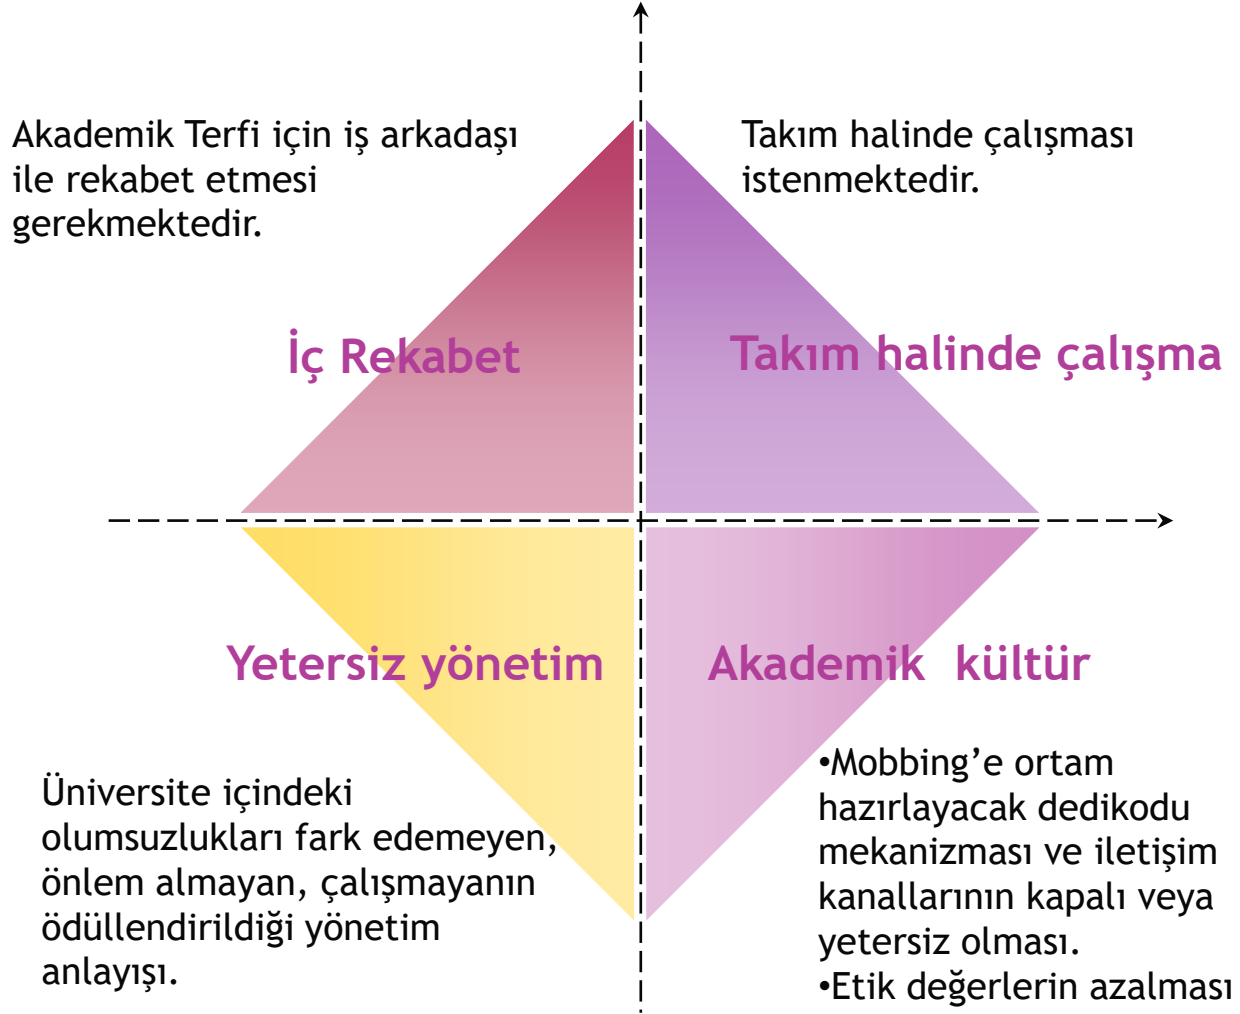 Akademik Terfi için iş arkadaşı
ile rekabet etmesi
gerekmektedir.
Takım halinde çalışması
istenmektedir.
İç Rekabet
Takım halinde çalışma
Yetersiz yönetim
Akademik kültür
Üniversite içindeki
olumsuzlukları fark edemeyen,
önlem almayan, çalışmayanın
ödüllendirildiği yönetim
anlayışı.
•Mobbing’e ortam
hazırlayacak dedikodu
mekanizması ve iletişim
kanallarının kapalı veya
yetersiz olması.
•Etik değerlerin azalması